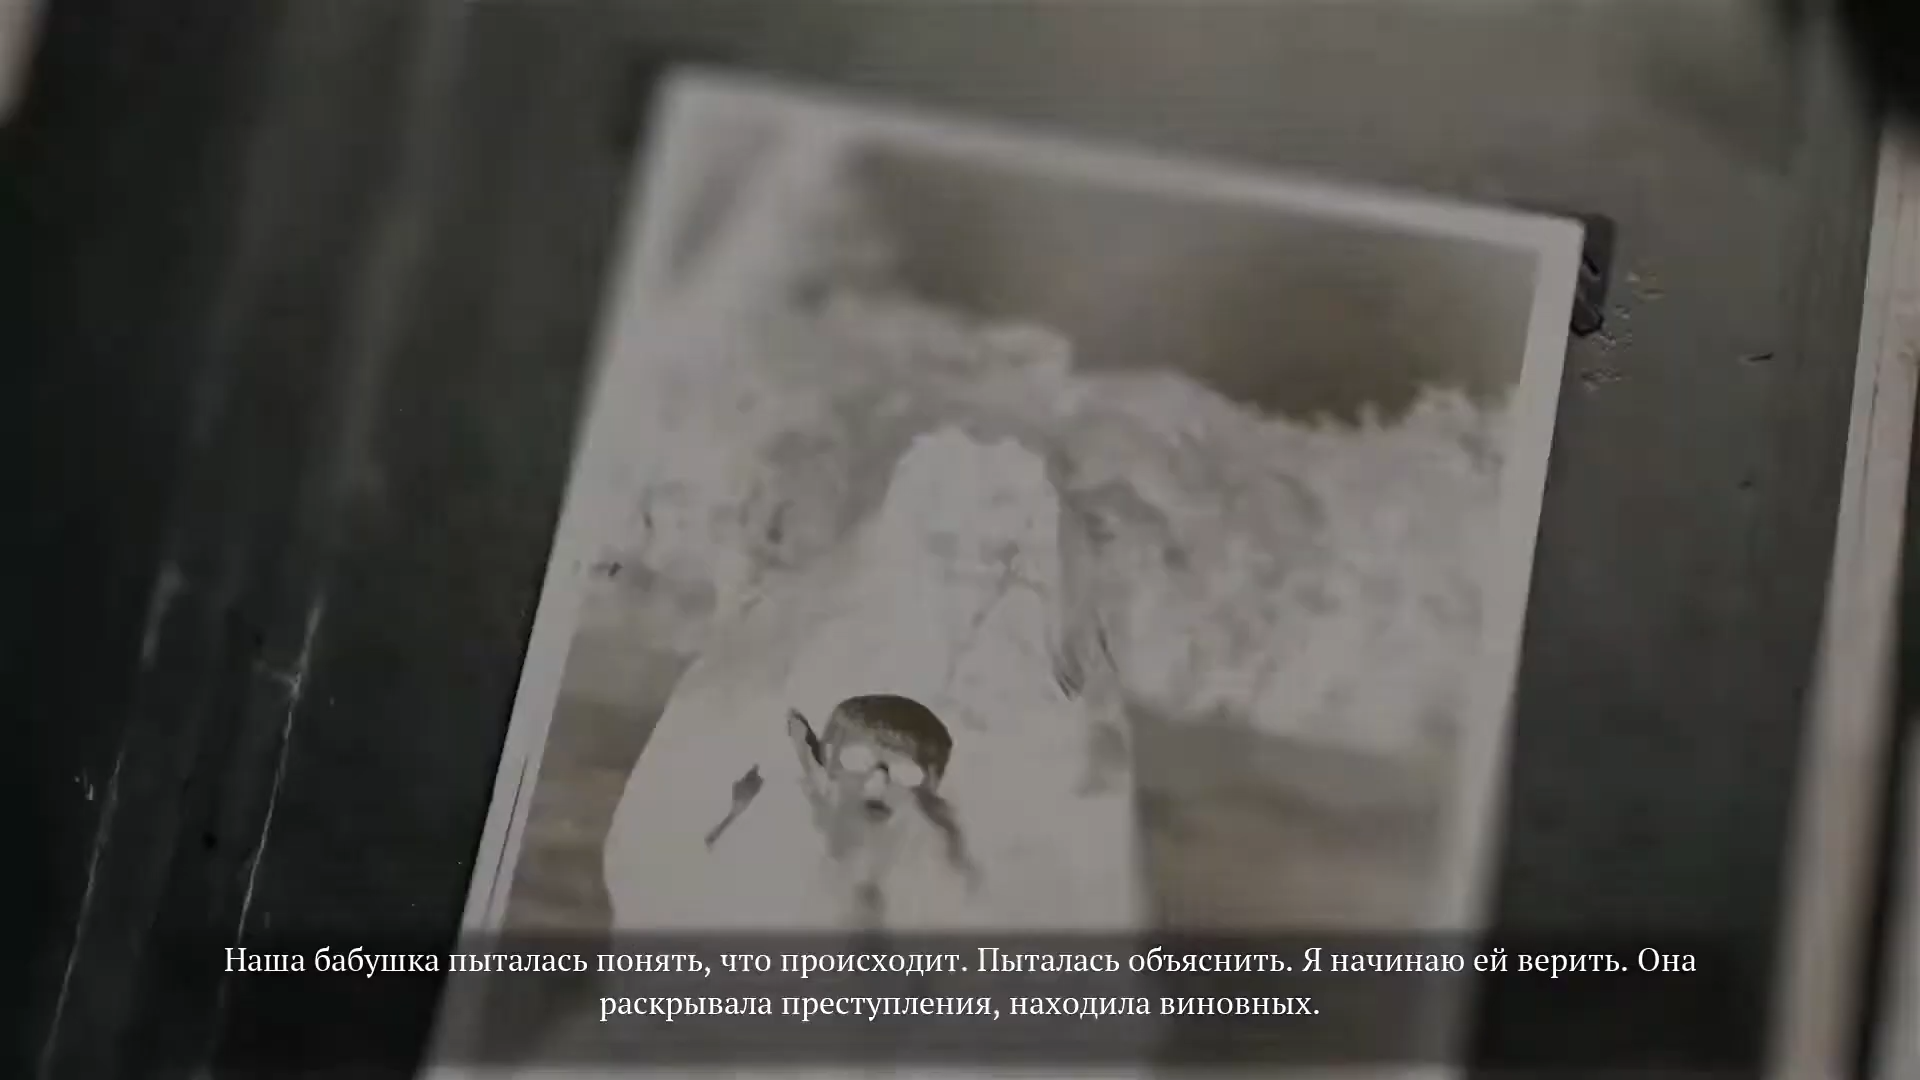 Наша бабушка пыталась понять, что происходит. Пыталась объяснить. Я начинаю ей верить. Она
раскрывала преступления, находила виновных.